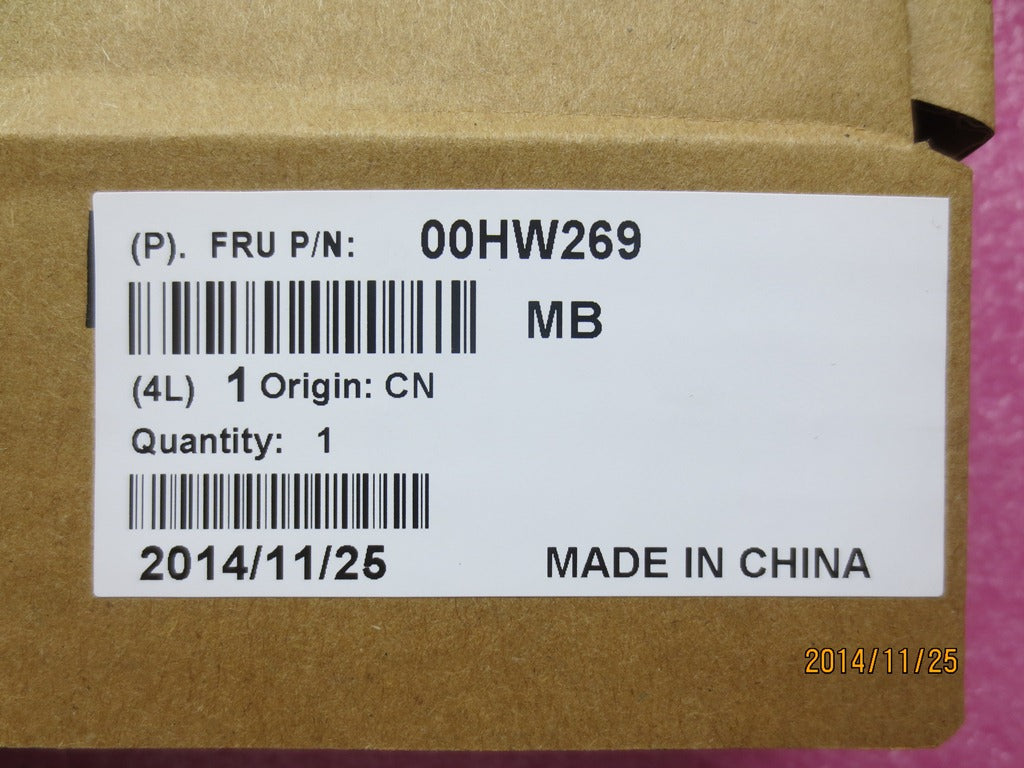 (P). FRU P/N: 00HW269
MB
(4L) 1 Origin: CN
Quantity: 1
2014/11/25 MADE IN CHINA
2014/11/25